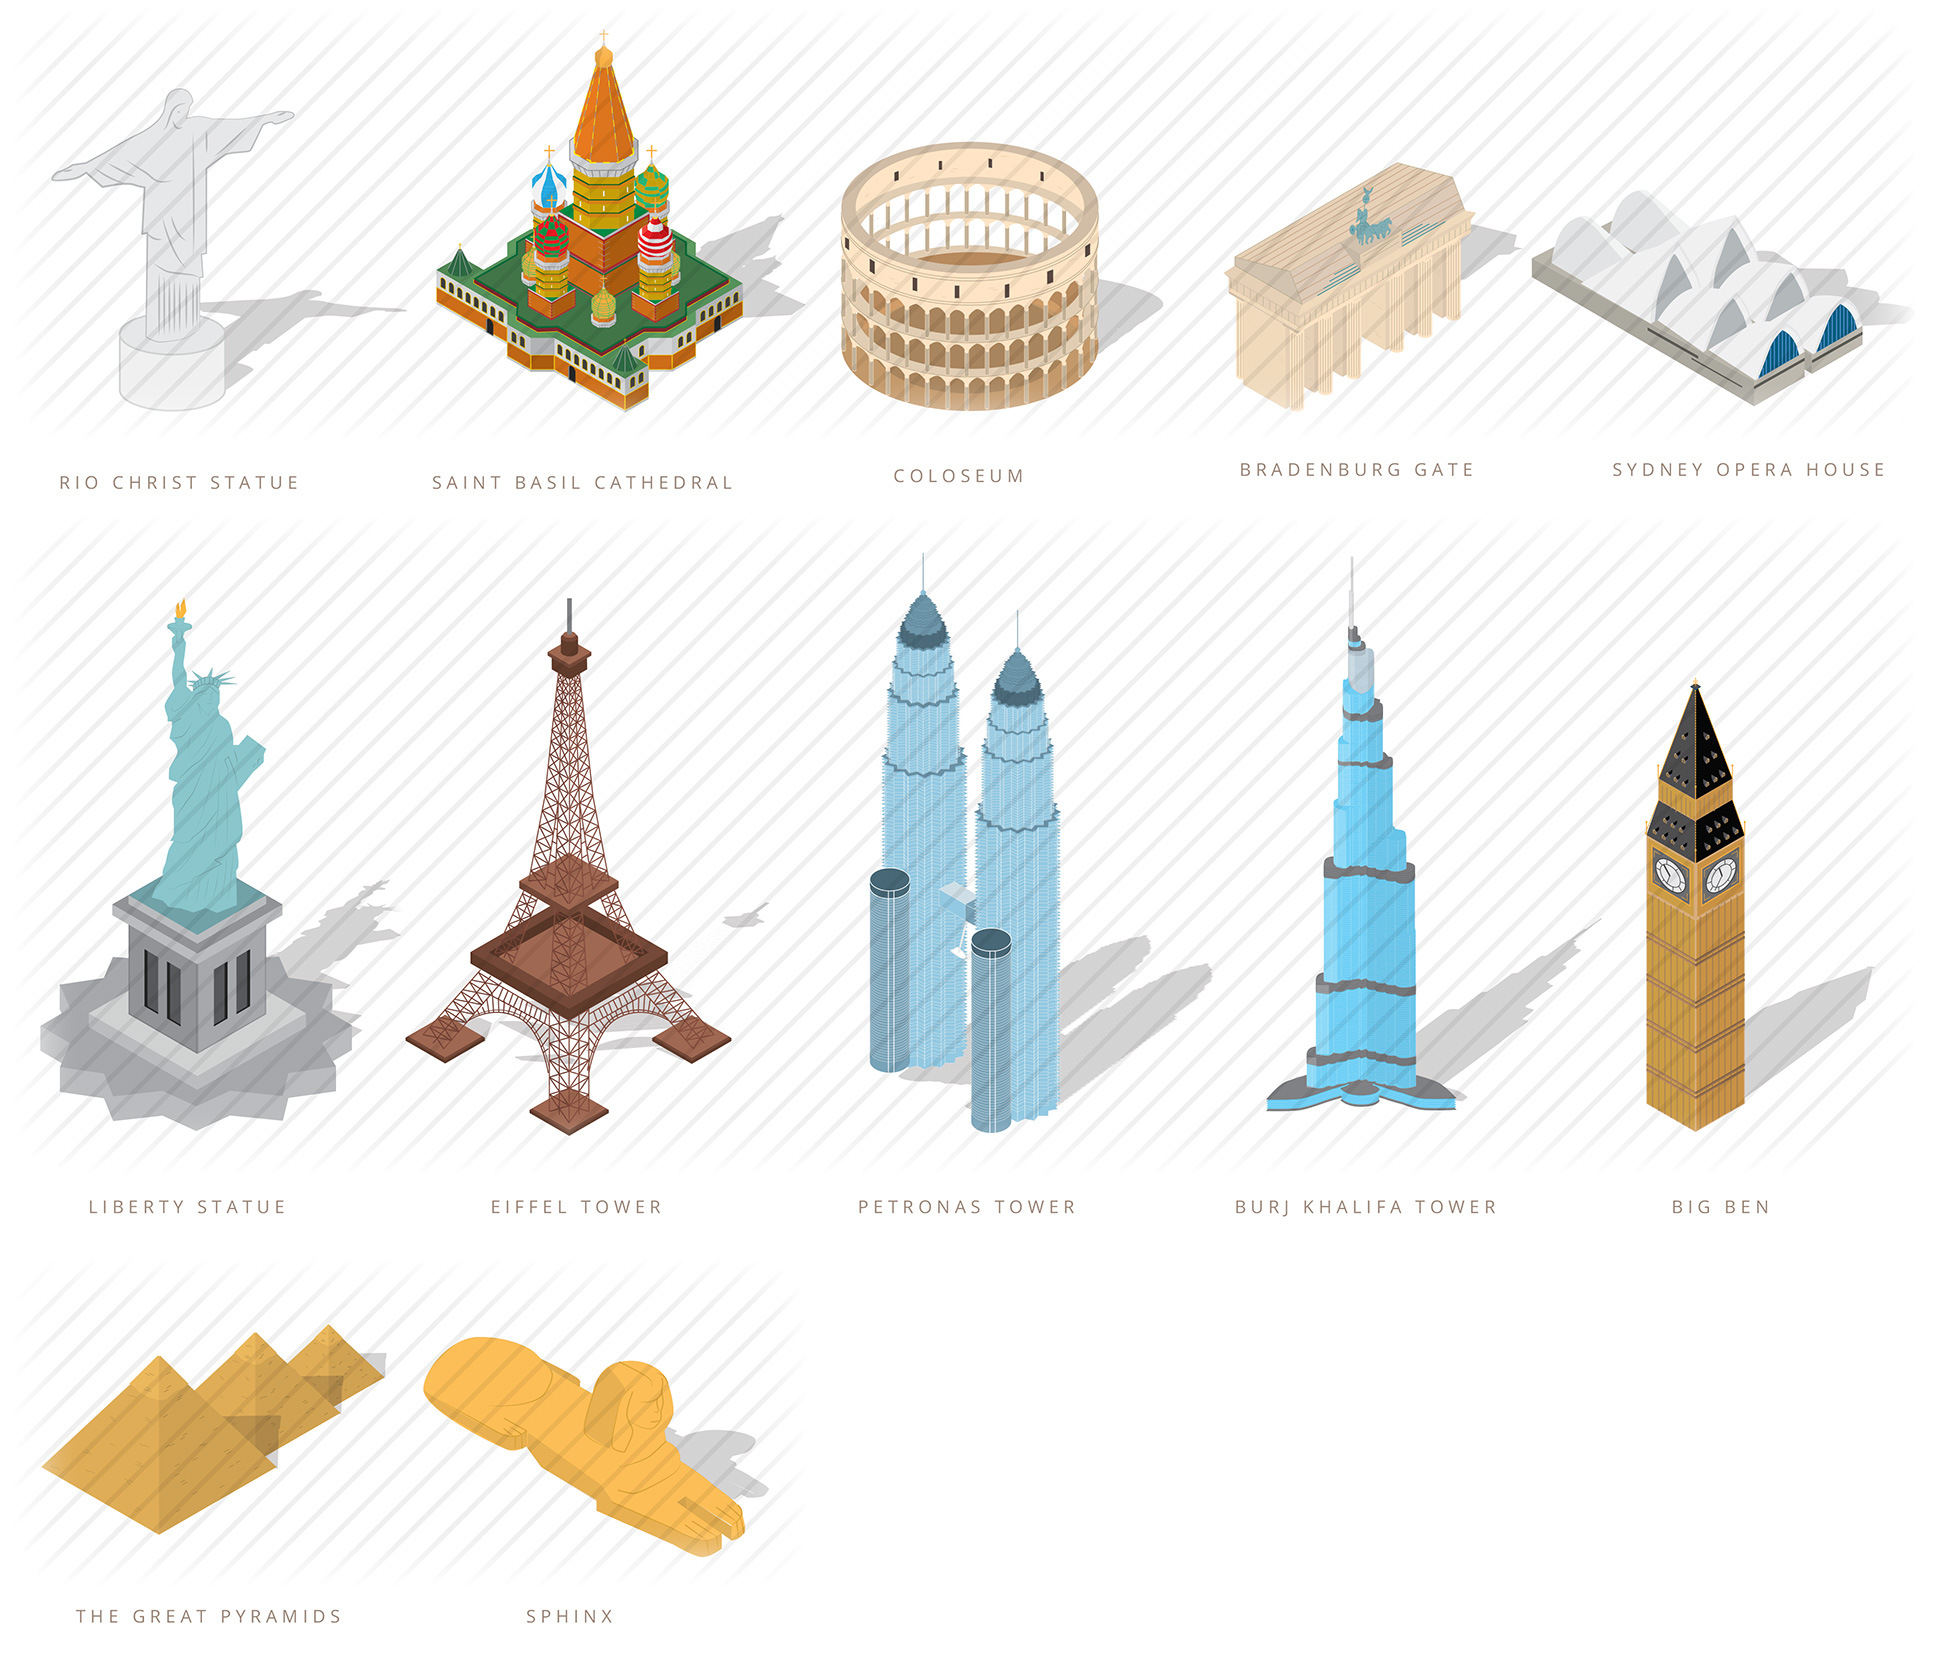 RIO CHRIST STATUE
SAINT BASIL CATHEDRAL
COLOSEUM
BRADENBURG GATE
SYDNEY OPERA HOUSE
LIBERTY STATUE
EIFFEL TOWER
PETRONAS TOWER
BURJ KHALIFA TOWER
BIG BEN
THE GREAT PYRAMIDS
SPHINX